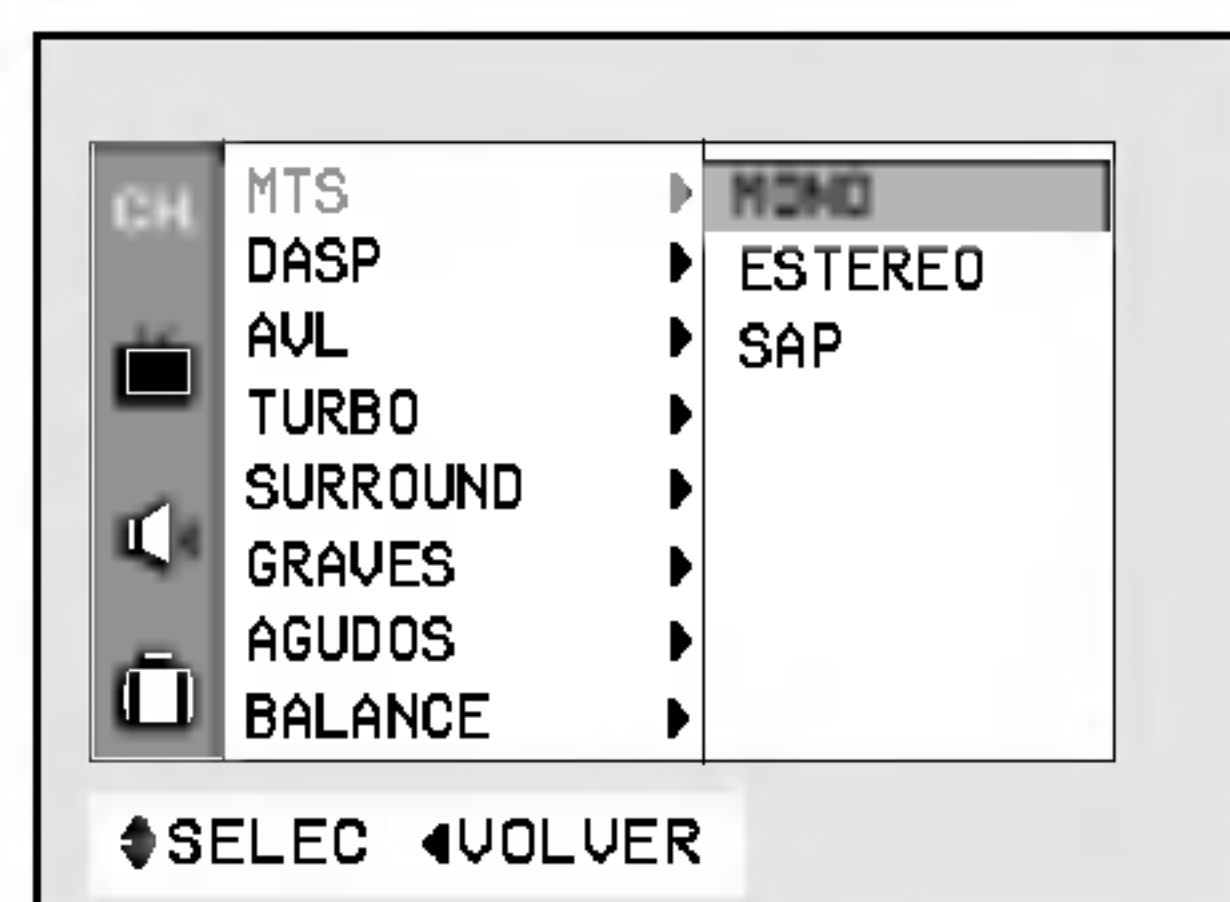 CH
MTS
DASP
AVL
TURBO
SURROUND
GRAVES
AGUDOS
BALANCE
MONO
ESTEREO
SAP
SELEC VOLVER